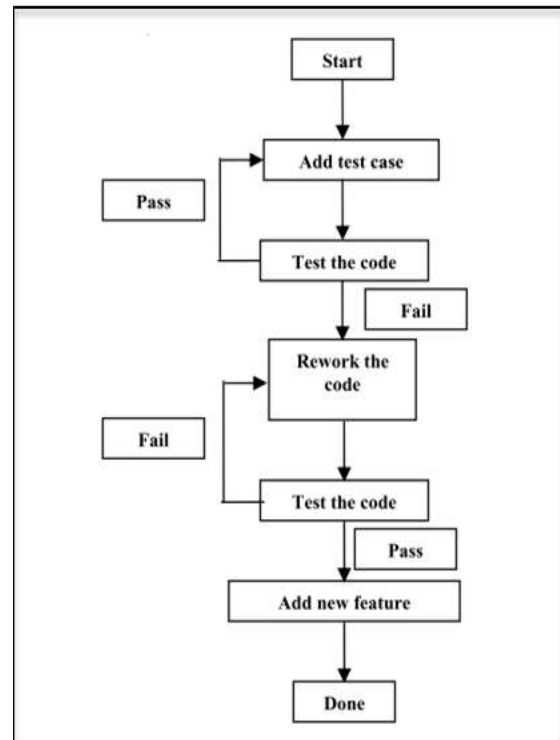 Start
Add test case
Pass
Test the code
Fail
Rework the
code
Fail
Test the code
Pass
Add new feature
Done